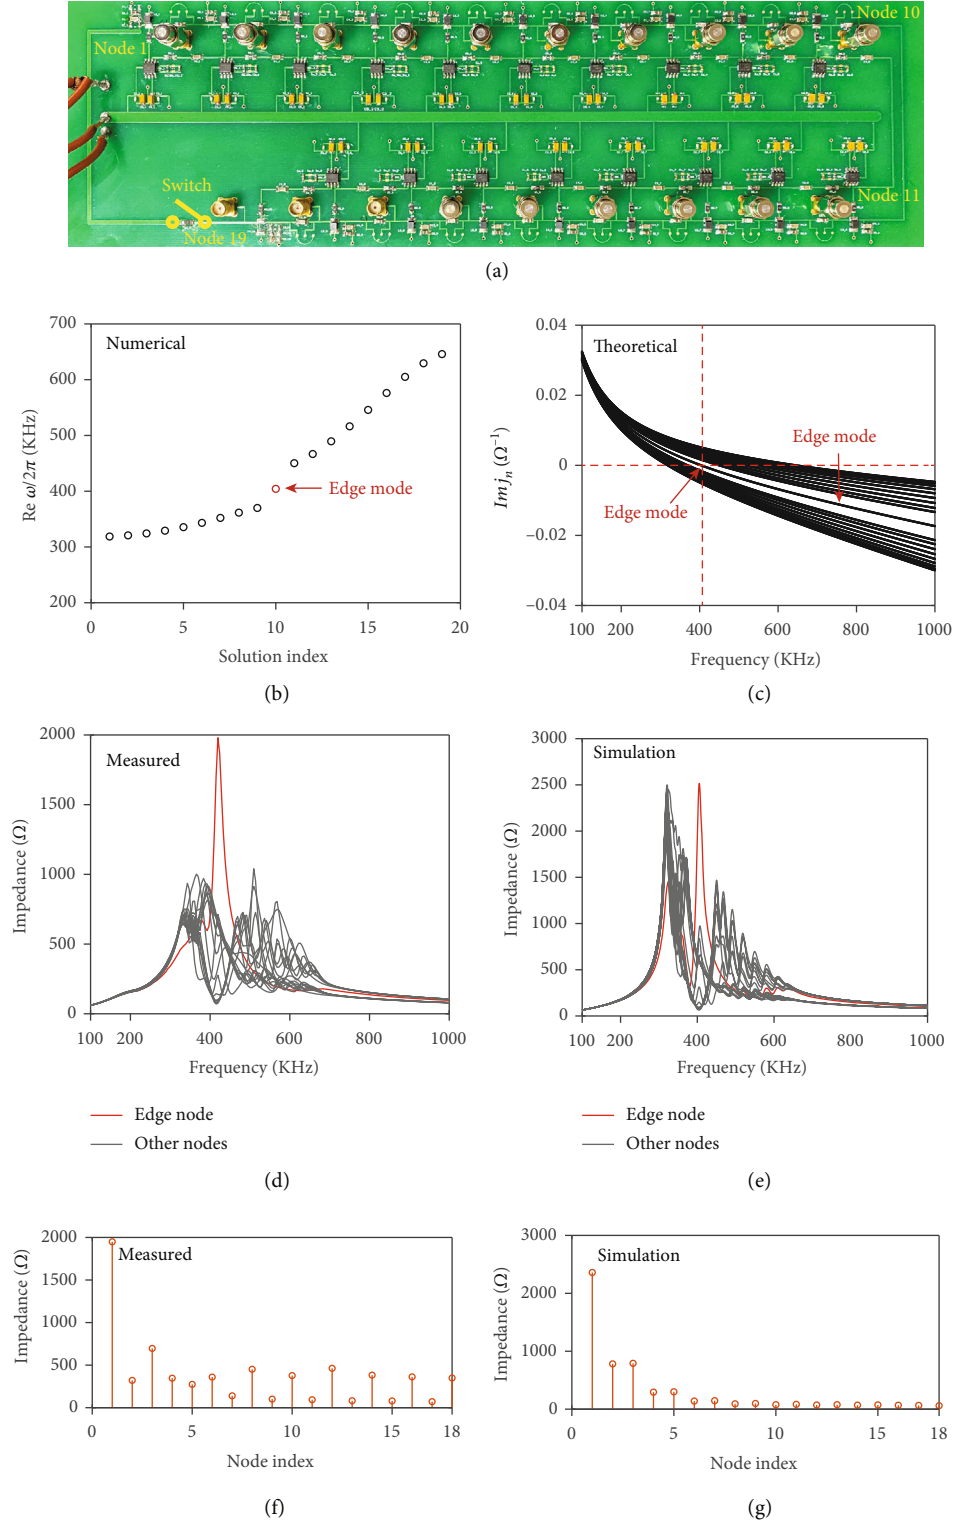 Node 1
Node 10
Switch
Node 19
Node 11
(a)
700
600
500
400
300
200
Numerical
Edge mode
Re ω/2π (KHz)
0 5 10 15 20
Solution index
(b)
0.04
0.02
0
−0.02
−0.04
Theoretical
Edge mode
Edge mode
Im jₙ (Ω⁻¹)
100 200 400 600 800 1000
Frequency (KHz)
(c)
2000
1500
1000
500
0
Measured
Impedance (Ω)
100 200 400 600 800 1000
Frequency (KHz)
Edge node
Other nodes
(d)
3000
2500
2000
1500
1000
500
0
Simulation
Impedance (Ω)
100 200 400 600 800 1000
Frequency (KHz)
Edge node
Other nodes
(e)
2000
1500
1000
500
0
Measured
Impedance (Ω)
0 5 10 15 18
Node index
(f)
3000
2000
1000
0
Simulation
Impedance (Ω)
0 5 10 15 18
Node index
(g)